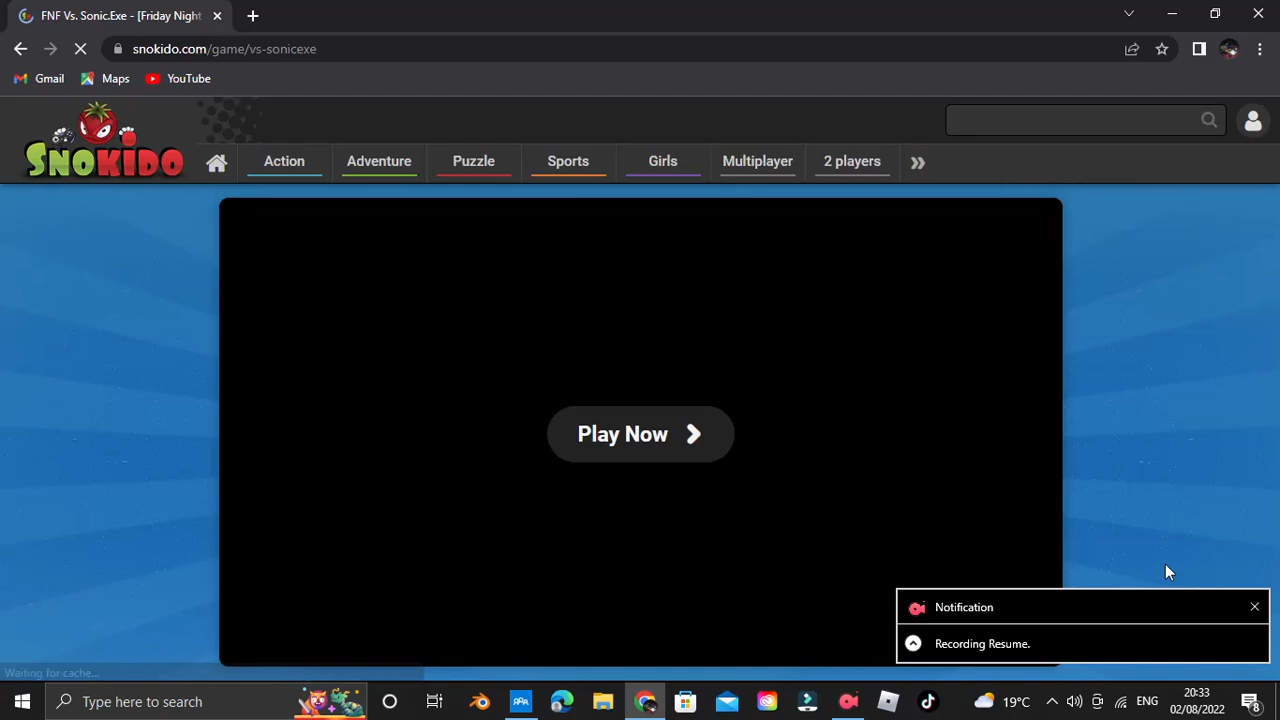 FNF Vs. Sonic.Exe - [Friday Night
snokido.com/game/vs-sonicexe
Gmail
Maps
YouTube
SNOKIDO
Action
Adventure
Puzzle
Sports
Girls
Multiplayer
2 players
Play Now
Notification
Recording Resume.
Waiting for cache...
Type here to search
19°C
ENG
20:33
02/08/2022
8